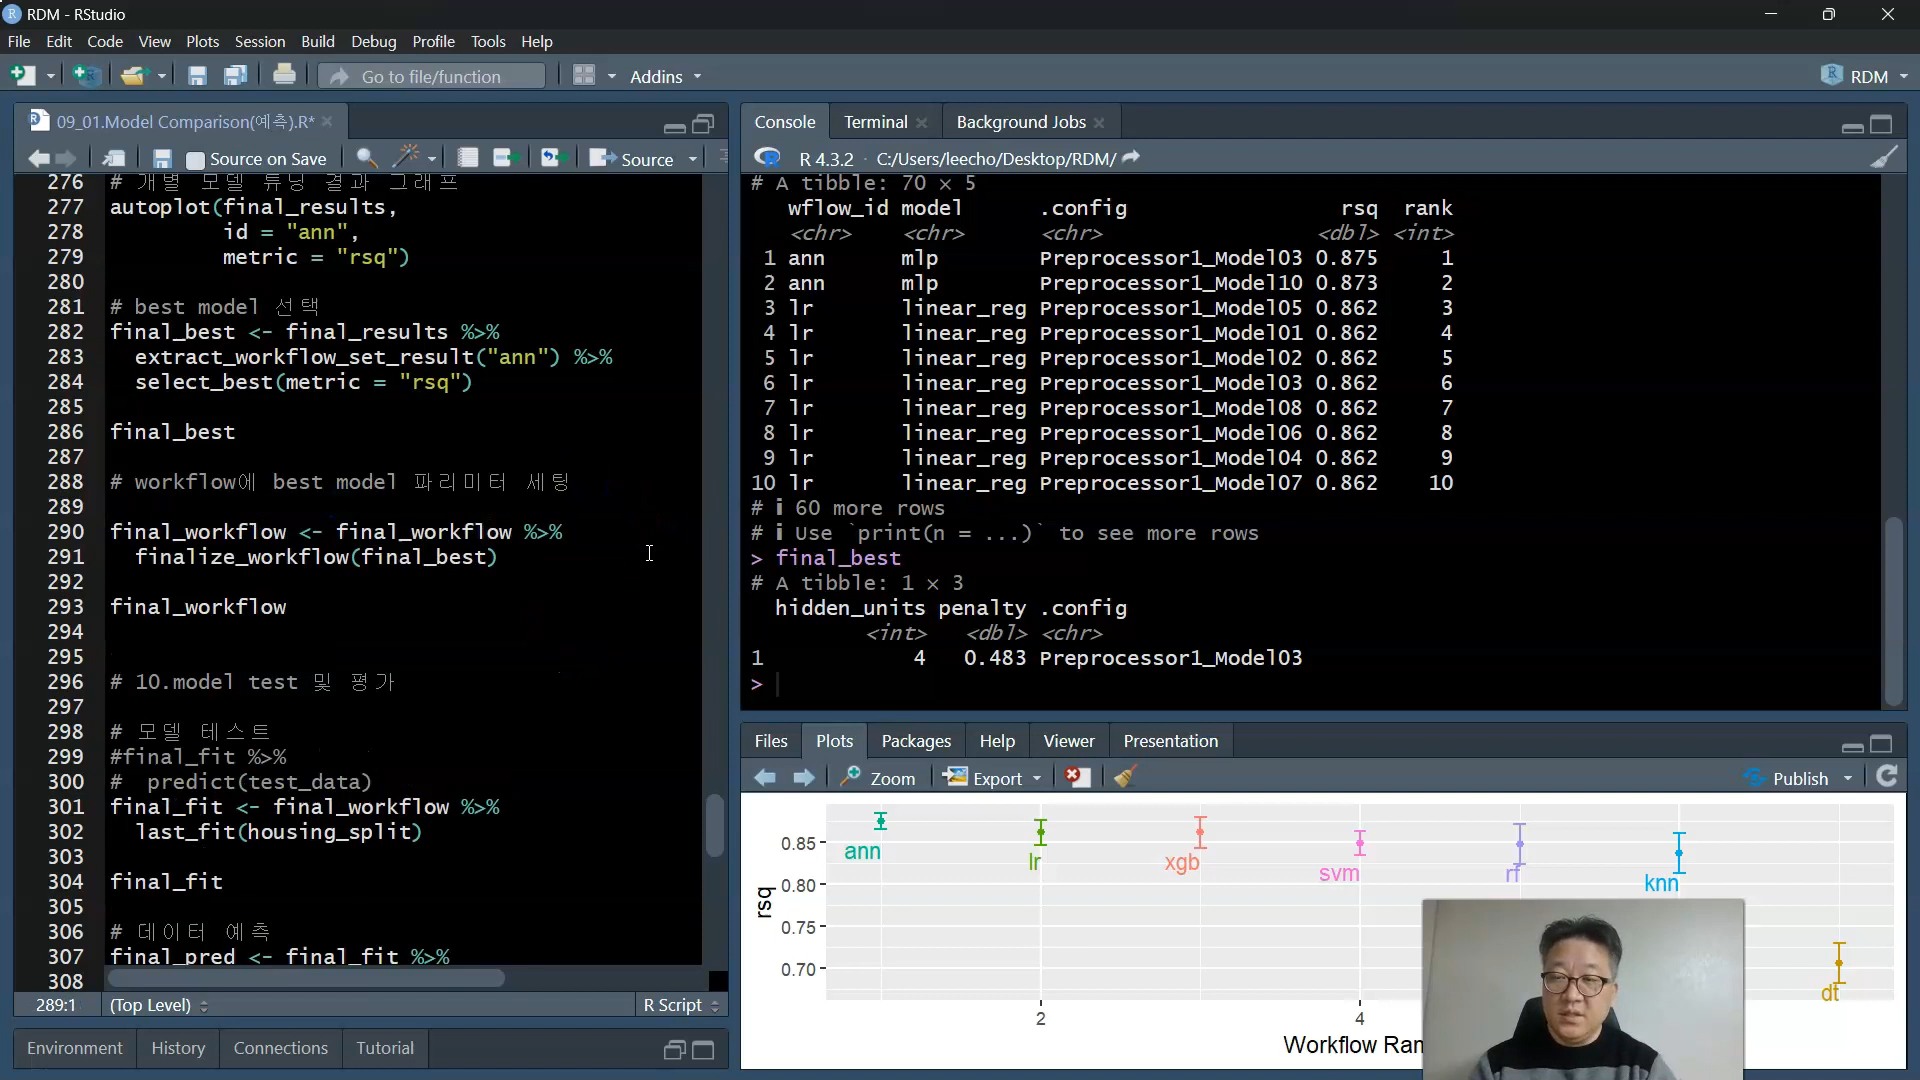 RDM - RStudio
File Edit Code View Plots Session Build Debug Profile Tools Help
Go to file/function
Addins
RDM
09_01.Model Comparison(예측).R*
Source on Save
Source
276 # 개별 모델 튜닝 결과 그래프
277 autoplot(final_results,
278 id = "ann",
279 metric = "rsq")
280
281 # best model 선택
282 final_best <- final_results %>%
283 extract_workflow_set_result("ann") %>%
284 select_best(metric = "rsq")
285
286 final_best
287
288 # workflow에 best model 파리미터 세팅
289
290 final_workflow <- final_workflow %>%
291 finalize_workflow(final_best)
292
293 final_workflow
294
295
296 # 10.model test 및 평가
297
298 # 모델 테스트
299 #final_fit %>%
300 #  predict(test_data)
301 final_fit <- final_workflow %>%
302 last_fit(housing_split)
303
304 final_fit
305
306 # 데이터 예측
307 final_pred <- final_fit %>%
308
289:1 (Top Level) R Script
Environment History Connections Tutorial
Console Terminal Background Jobs
R 4.3.2 · C:/Users/leecho/Desktop/RDM/
# A tibble: 70 × 5
wflow_id model .config rsq rank
<chr> <chr> <chr> <dbl> <int>
1 ann mlp Preprocessor1_Model03 0.875 1
2 ann mlp Preprocessor1_Model10 0.873 2
3 lr linear_reg Preprocessor1_Model05 0.862 3
4 lr linear_reg Preprocessor1_Model01 0.862 4
5 lr linear_reg Preprocessor1_Model02 0.862 5
6 lr linear_reg Preprocessor1_Model03 0.862 6
7 lr linear_reg Preprocessor1_Model08 0.862 7
8 lr linear_reg Preprocessor1_Model06 0.862 8
9 lr linear_reg Preprocessor1_Model04 0.862 9
10 lr linear_reg Preprocessor1_Model07 0.862 10
# ℹ 60 more rows
# ℹ Use `print(n = ...)` to see more rows
> final_best
# A tibble: 1 × 3
hidden_units penalty .config
<int> <dbl> <chr>
1 4 0.483 Preprocessor1_Model03
>
Files Plots Packages Help Viewer Presentation
Zoom Export Publish
rsq
0.85
0.80
0.75
0.70
ann
lr
xgb
svm
rf
knn
dt
2 4
Workflow Ran